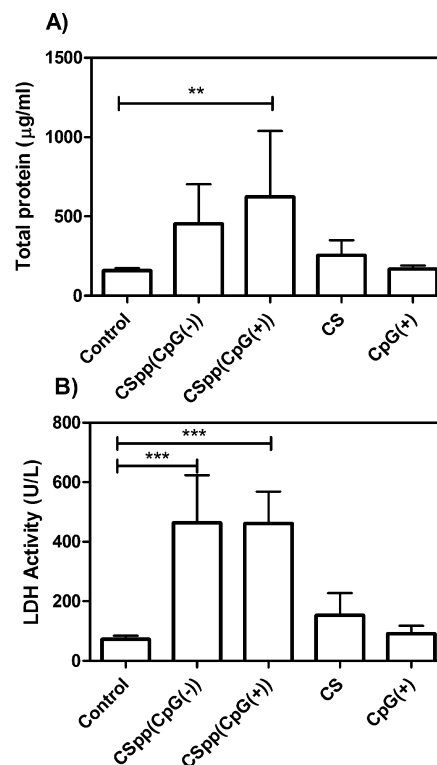 A)
Total protein (μg/ml)
1500
1000
500
0
**
Control
CSpp(CpG(-))
CSpp(CpG(+))
CS
CpG(+)
B)
LDH Activity (U/L)
800
600
400
200
0
***
***
Control
CSpp(CpG(-))
CSpp(CpG(+))
CS
CpG(+)